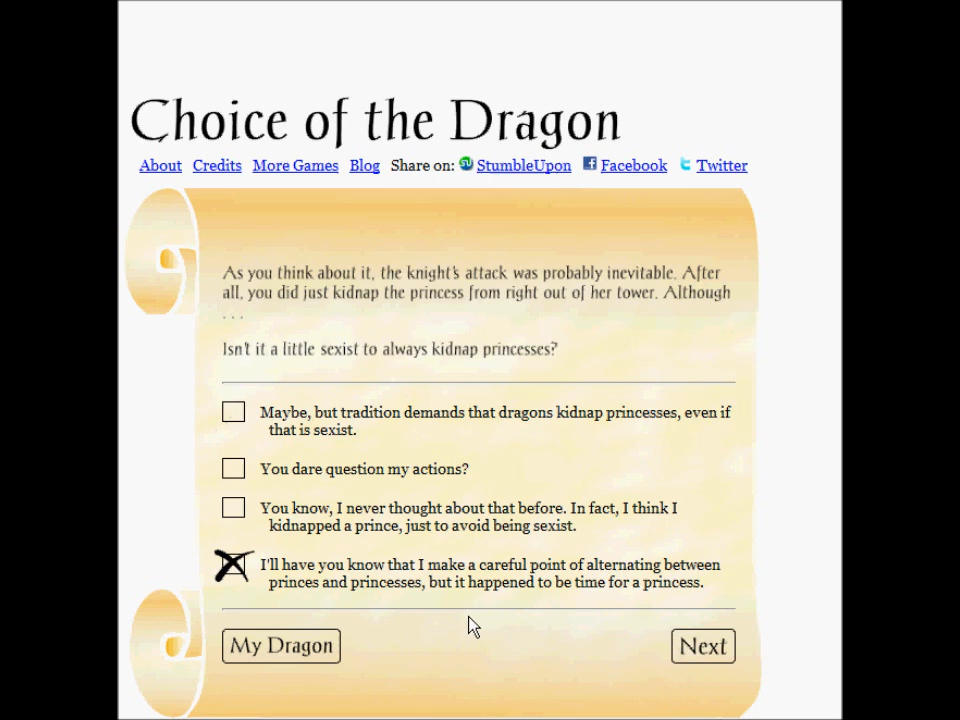 Choice of the Dragon
About Credits More Games Blog Share on: StumbleUpon Facebook Twitter
As you think about it, the knight's attack was probably inevitable. After
all, you did just kidnap the princess from right out of her tower. Although
. . .
Isn't it a little sexist to always kidnap princesses?
Maybe, but tradition demands that dragons kidnap princesses, even if
that is sexist.
You dare question my actions?
You know, I never thought about that before. In fact, I think I
kidnapped a prince, just to avoid being sexist.
I'll have you know that I make a careful point of alternating between
princes and princesses, but it happened to be time for a princess.
My Dragon Next